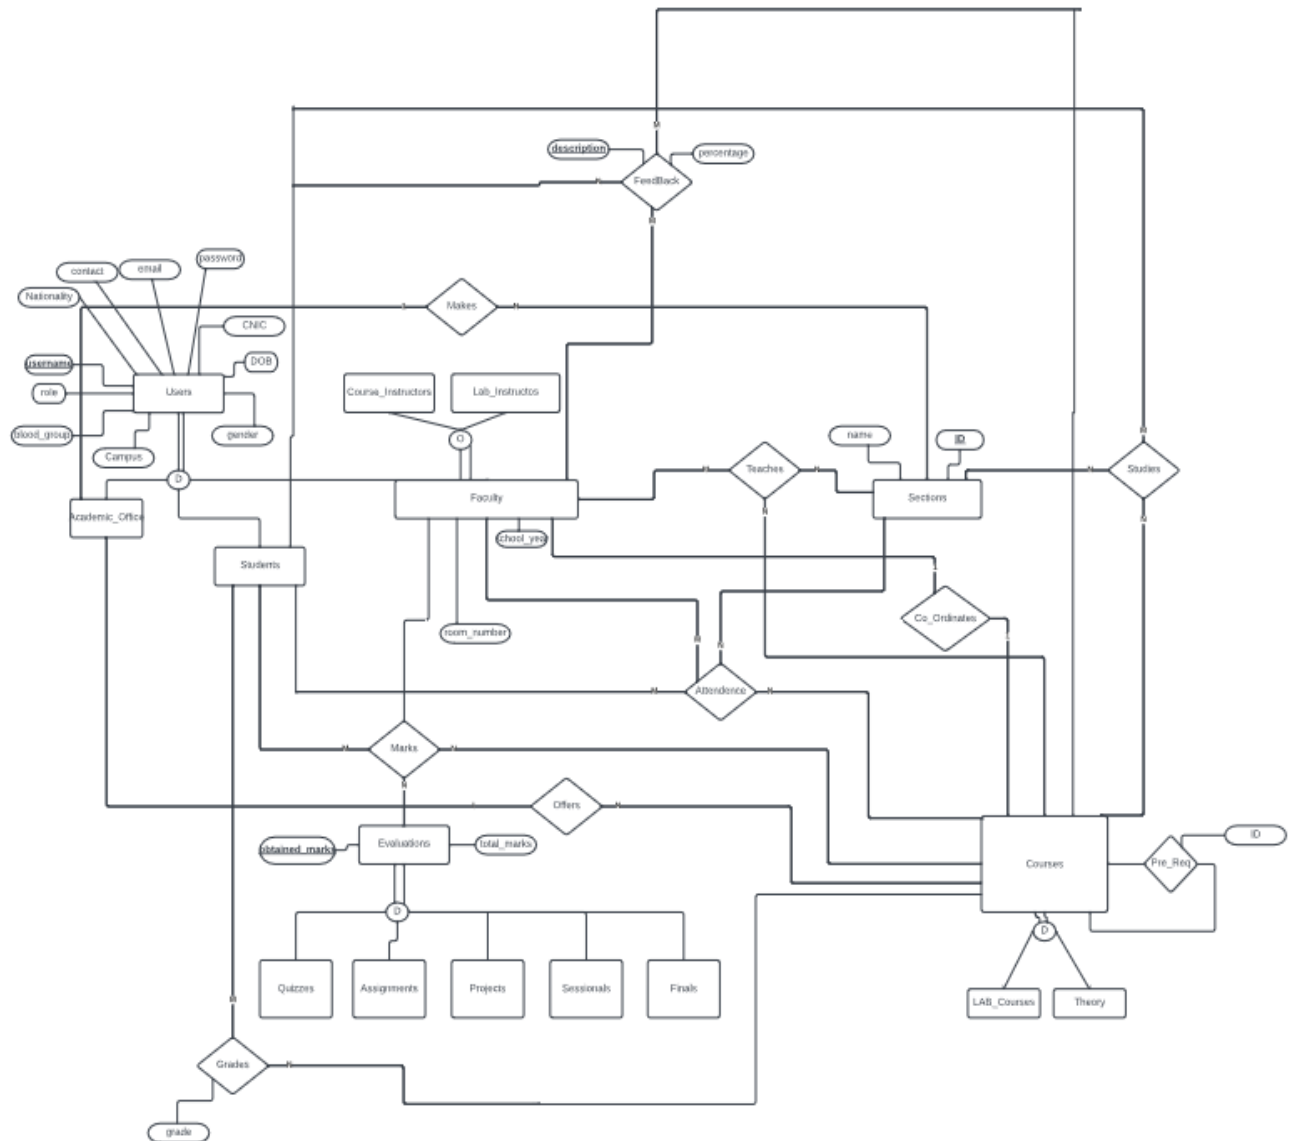 description
percentage
FeedBack
password
contact
email
Nationality
Makes
CNIC
username
DOB
Users
role
Course_Instructors
Lab_Instructos
blood_group
gender
Campus
O
name
ID
D
Teaches
Studies
Faculty
Sections
Academic_Office
school_year
Students
Co_Ordinates
room_number
Attendence
Marks
Offers
obtained_marks
Evaluations
total_marks
ID
Courses
Pre_Req
D
D
Quizzes
Assignments
Projects
Sessionals
Finals
LAB_Courses
Theory
Grades
grade